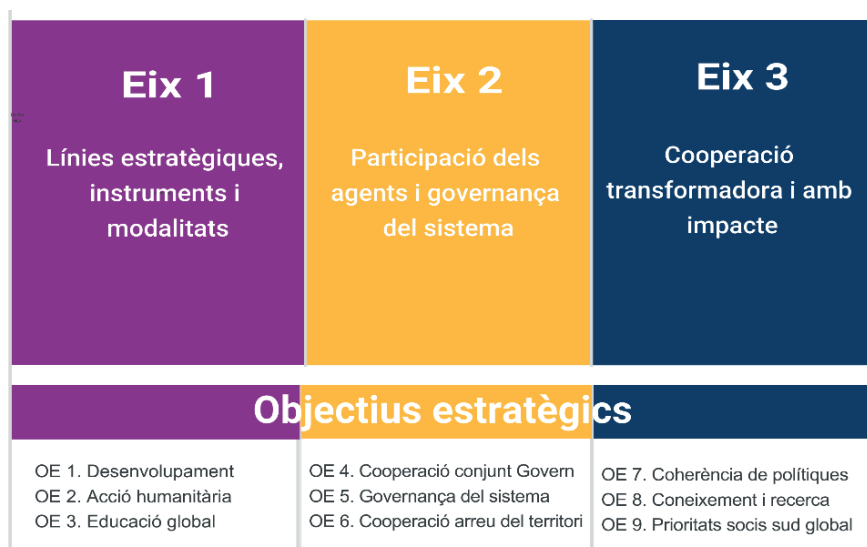 Eix 1
Línies estratègiques,
instruments i
modalitats
Eix 2
Participació dels
agents i governança
del sistema
Eix 3
Cooperació
transformadora i amb
impacte
Objectius estratègics
OE 1. Desenvolupament
OE 2. Acció humanitària
OE 3. Educació global
OE 4. Cooperació conjunt Govern
OE 5. Governança del sistema
OE 6. Cooperació arreu del territori
OE 7. Coherència de polítiques
OE 8. Coneixement i recerca
OE 9. Prioritats socis sud global